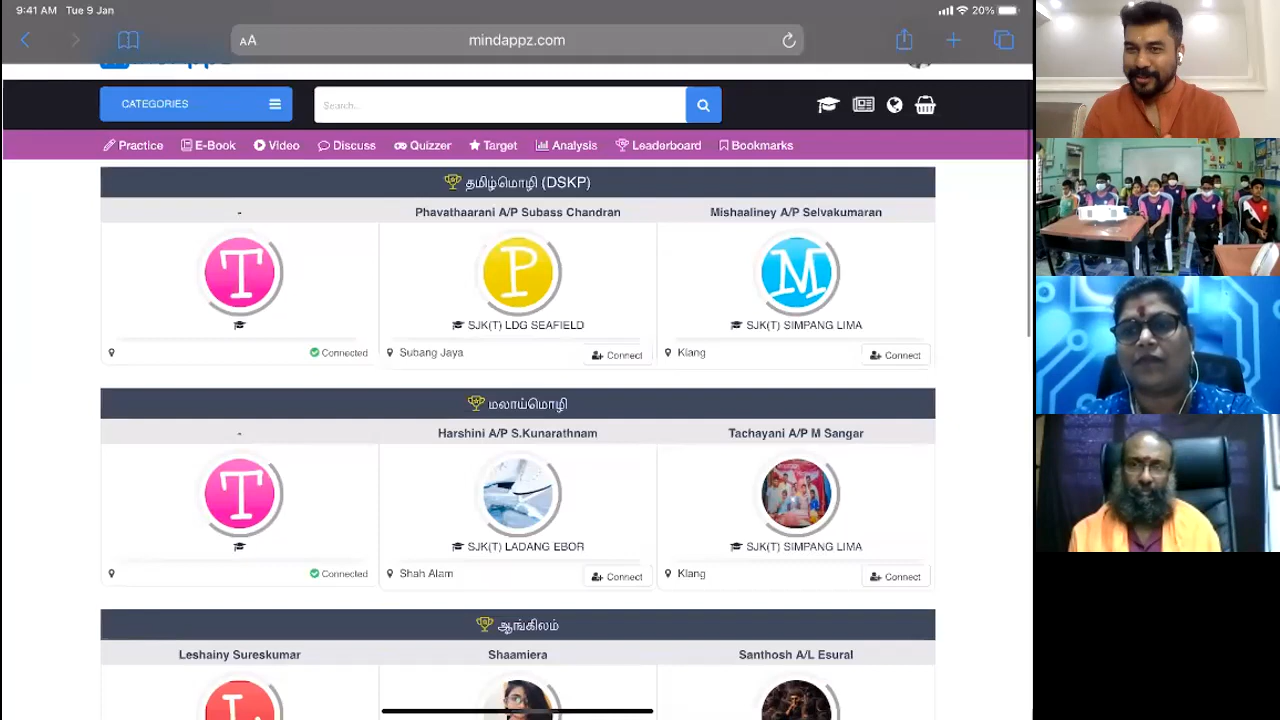 9:41 AM Tue 9 Jan
20%
AA
mindappz.com
CATEGORIES
Search...
Practice
E-Book
Video
Discuss
Quizzer
Target
Analysis
Leaderboard
Bookmarks
தமிழ்மொழி (DSKP)
-
Phavathaarani A/P Subass Chandran
Mishaaliney A/P Selvakumaran
T
P
M
SJK(T) LDG SEAFIELD
SJK(T) SIMPANG LIMA
Connected
Subang Jaya
Connect
Klang
Connect
மலாய்மொழி
-
Harshini A/P S.Kunarathnam
Tachayani A/P M Sangar
T
SJK(T) LADANG EBOR
SJK(T) SIMPANG LIMA
Connected
Shah Alam
Connect
Klang
Connect
ஆங்கிலம்
Leshainy Sureskumar
Shaamiera
Santhosh A/L Esural
L